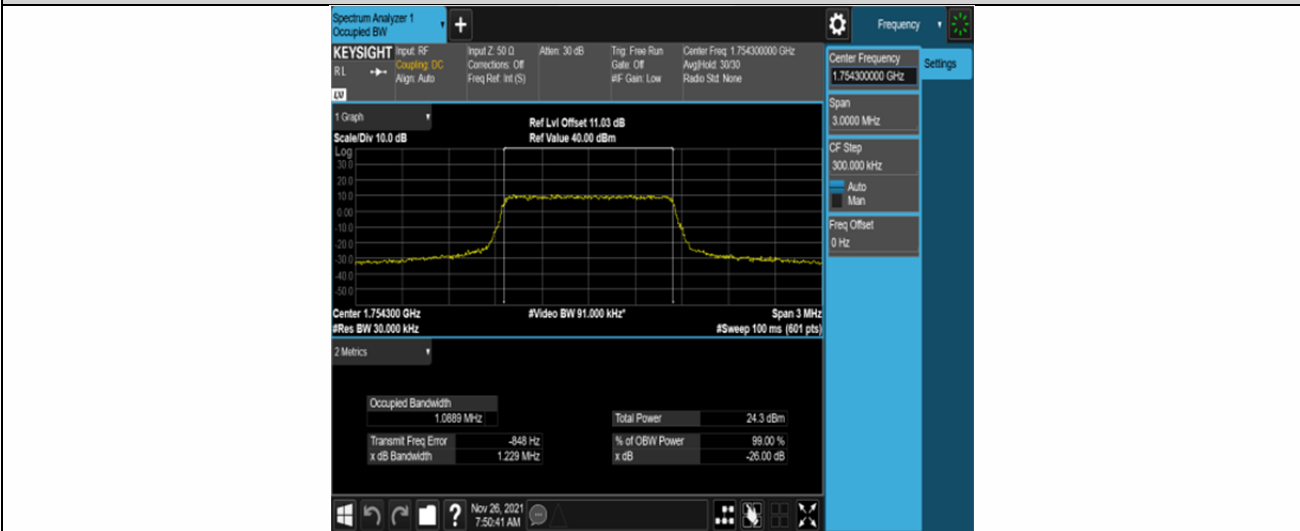 Spectrum Analyzer 1
Occupied BW
+
Frequency
KEYSIGHT
R L
Input: RF
Coupling: DC
Align: Auto
Input Z: 50 Ω
Corrections: Off
Freq Ref: Int (S)
Atten: 30 dB
Trig: Free Run
Gate: Off
#IF Gain: Low
Center Freq: 1.754300000 GHz
Avg|Hold: 30/30
Radio Std: None
Center Frequency
1.754300000 GHz
Settings
Span
3.0000 MHz
CF Step
300.000 kHz
Auto
Man
Freq Offset
0 Hz
1 Graph
Scale/Div 10.0 dB
Ref Lvl Offset 11.03 dB
Ref Value 40.00 dBm
Log
30.0
20.0
10.0
0.00
-10.0
-20.0
-30.0
-40.0
-50.0
Center 1.754300 GHz
#Video BW 91.000 kHz*
Span 3 MHz
#Res BW 30.000 kHz
#Sweep 100 ms (601 pts)
2 Metrics
Occupied Bandwidth
1.0889 MHz
Total Power 24.3 dBm
Transmit Freq Error -848 Hz
% of OBW Power 99.00 %
x dB Bandwidth 1.229 MHz
x dB -26.00 dB
?
Nov 26, 2021
7:50:41 AM